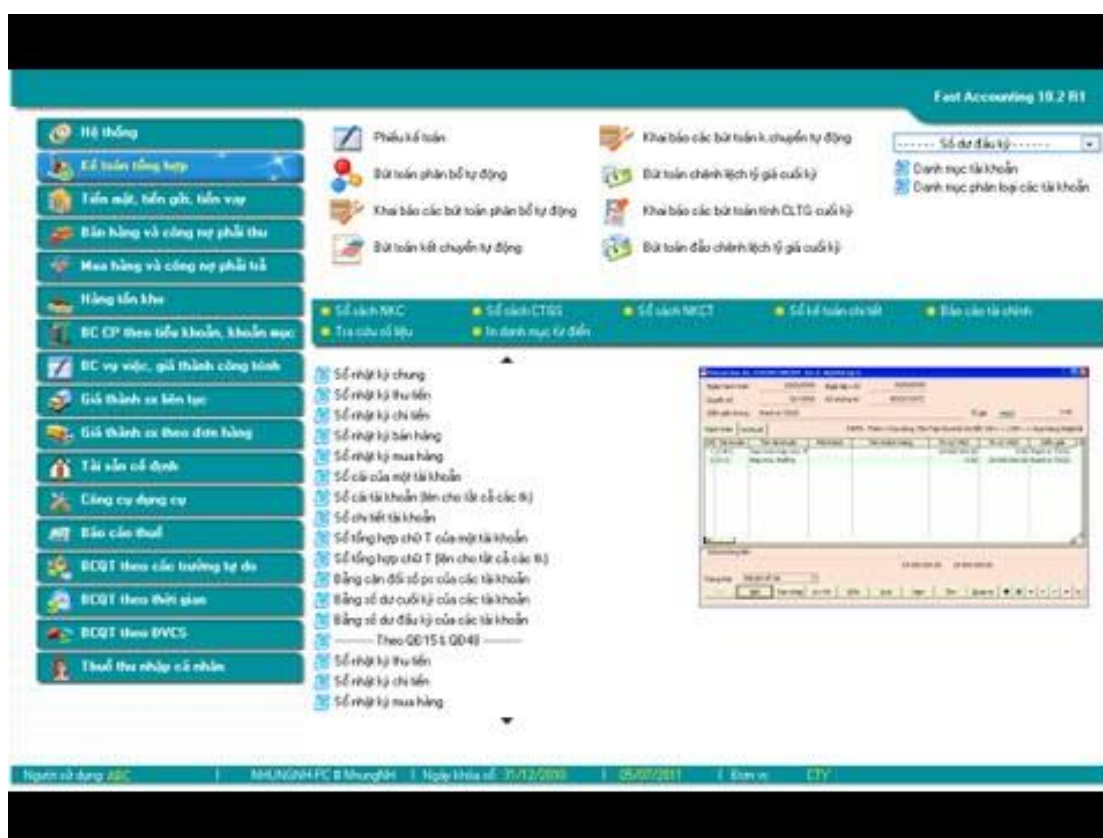 Fast Accounting 10.2 R1
Hệ thống
Kế toán tổng hợp
Tiền mặt, tiền gửi, tiền vay
Bán hàng và công nợ phải thu
Mua hàng và công nợ phải trả
Hàng tồn kho
BC CP theo tiểu khoản, khoản mục
BC vụ việc, giá thành công trình
Giá thành sx liên tục
Giá thành sx theo đơn hàng
Tài sản cố định
Công cụ dụng cụ
Báo cáo thuế
BCQT theo các trường tự do
BCQT theo thời gian
BCQT theo ĐVCS
Thuế thu nhập cá nhân
Phiếu kế toán
Bút toán phân bổ tự động
Khai báo các bút toán phân bổ tự động
Bút toán kết chuyển tự động
Khai báo các bút toán k.chuyển tự động
Bút toán chênh lệch tỷ giá cuối kỳ
Khai báo các bút toán tính CLTG cuối kỳ
Bút toán đảo chênh lệch tỷ giá cuối kỳ
------ Số dư đầu kỳ ------
Danh mục tài khoản
Danh mục phân loại các tài khoản
Sổ sách NKC
Sổ sách CTGS
Sổ sách NKCT
Sổ kế toán chi tiết
Báo cáo tài chính
Tra cứu số liệu
In danh mục từ điển
Sổ nhật ký chung
Sổ nhật ký thu tiền
Sổ nhật ký chi tiền
Sổ nhật ký bán hàng
Sổ nhật ký mua hàng
Sổ cái của một tài khoản
Sổ cái tài khoản (lên cho tất cả các tk)
Sổ chi tiết tài khoản
Sổ tổng hợp chữ T của một tài khoản
Sổ tổng hợp chữ T (lên cho tất cả các tk)
Bảng cân đối số ps của các tài khoản
Bảng số dư cuối kỳ của các tài khoản
Bảng số dư đầu kỳ của các tài khoản
--------- Theo QĐ15 & QĐ48 ---------
Sổ nhật ký thu tiền
Sổ nhật ký chi tiền
Sổ nhật ký mua hàng
Người sử dụng: ABC | NHUNGNH-PC # NhungNH | Ngày khóa sổ: 31/12/2010 | 05/07/2011 | Đơn vị: CTY